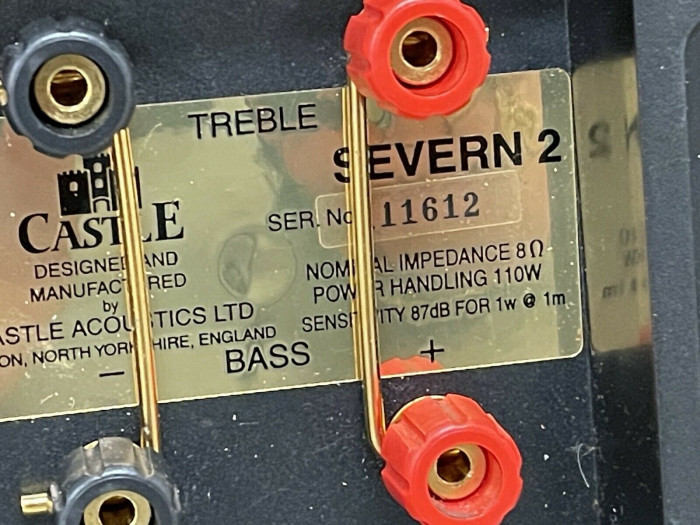 TREBLE
SEVERN 2
CASTLE
SER. No. 11612
DESIGNED AND
MANUFACTURED
by
CASTLE ACOUSTICS LTD
ON, NORTH YORKSHIRE, ENGLAND
NOMINAL IMPEDANCE 8Ω
POWER HANDLING 110W
SENSITIVITY 87dB FOR 1w @ 1m
BASS
− +